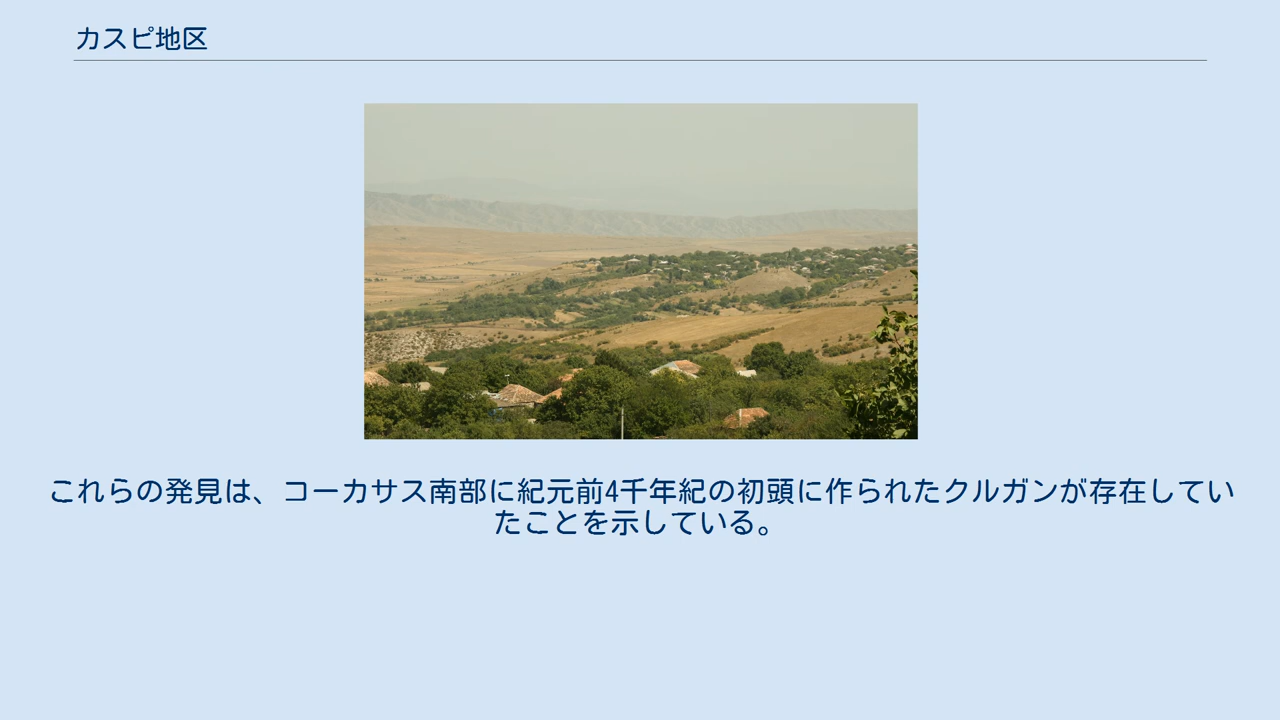 カスピ地区
これらの発見は、コーカサス南部に紀元前4千年紀の初頭に作られたクルガンが存在してい
たことを示している。